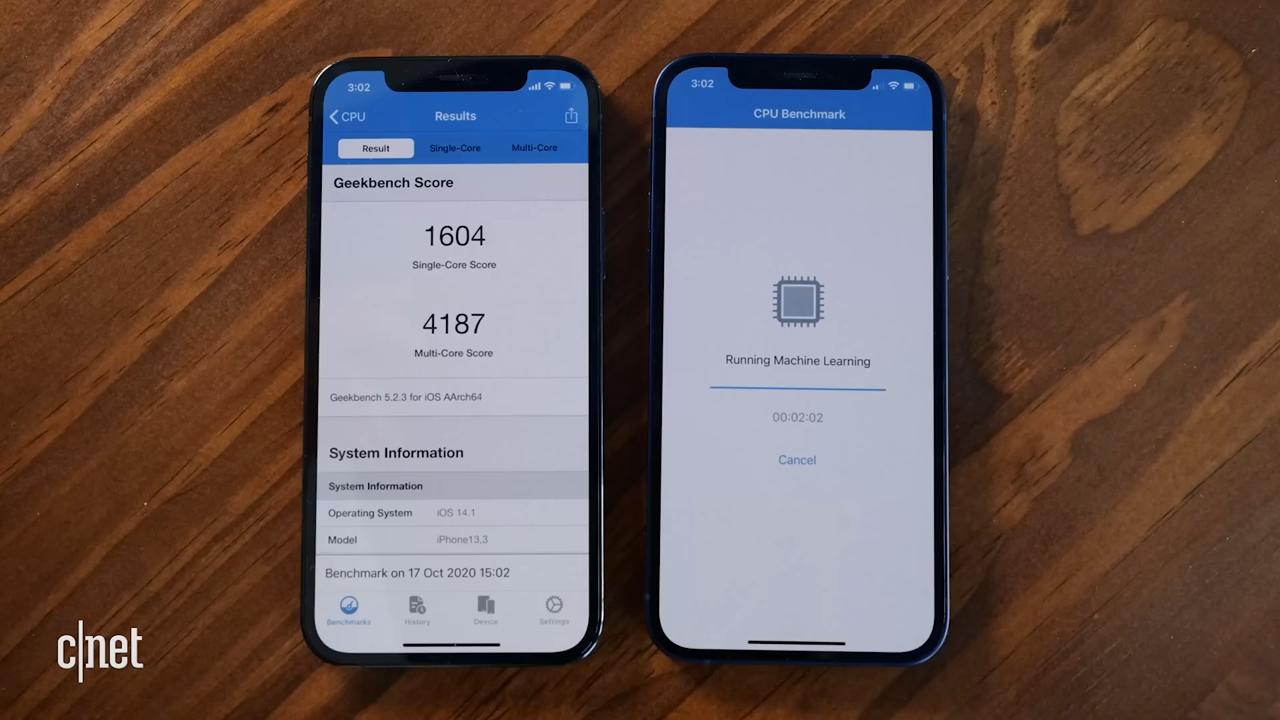 3:02
CPU
Results
Result Single-Core Multi-Core
Geekbench Score
1604
Single-Core Score
4187
Multi-Core Score
Geekbench 5.2.3 for iOS AArch64
System Information
System Information
Operating System iOS 14.1
Model iPhone13,3
Benchmark on 17 Oct 2020 15:02
Benchmarks History Device Settings
3:02
CPU Benchmark
Running Machine Learning
00:02:02
Cancel
c|net